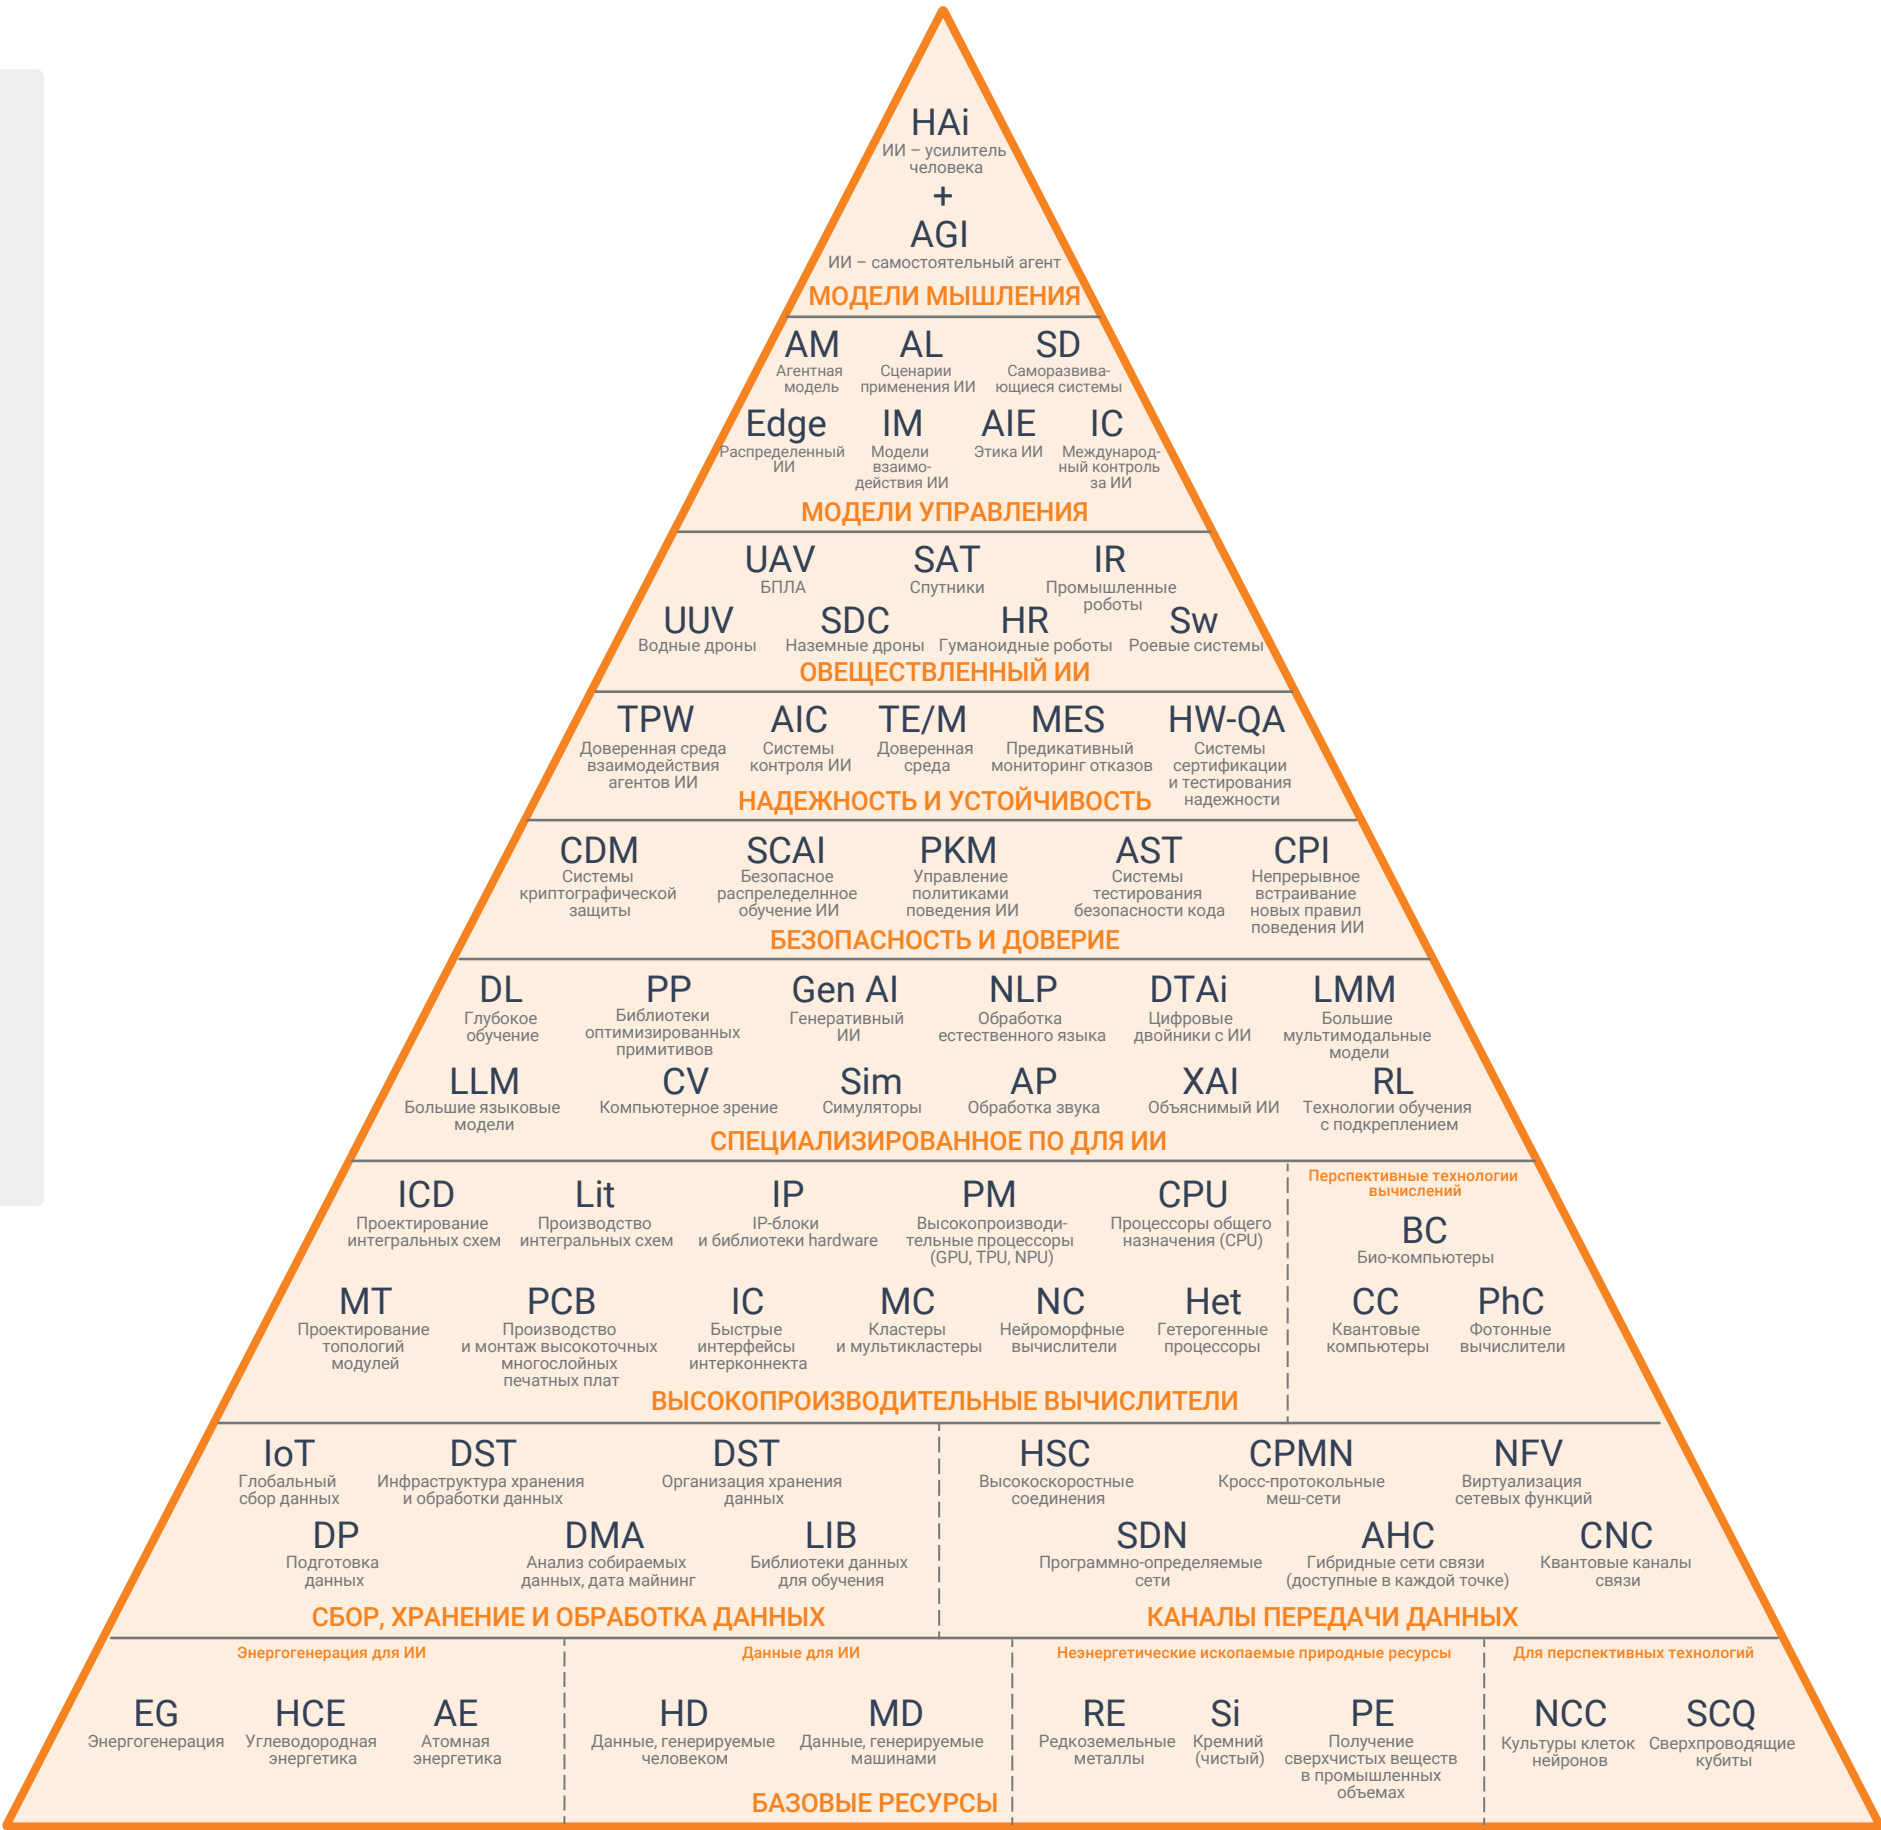 HAi
ИИ – усилитель
человека
+
AGI
ИИ – самостоятельный агент
МОДЕЛИ МЫШЛЕНИЯ
AM
Агентная
модель
AL
Сценарии
применения ИИ
SD
Саморазвива-
ющиеся системы
Edge
Распределенный
ИИ
IM
Модели
взаимо-
действия ИИ
AIE
Этика ИИ
IC
Международ-
ный контроль
за ИИ
МОДЕЛИ УПРАВЛЕНИЯ
UAV
БПЛА
SAT
Спутники
IR
Промышленные
роботы
UUV
Водные дроны
SDC
Наземные дроны
HR
Гуманоидные роботы
Sw
Роевые системы
ОВЕЩЕСТВЛЕННЫЙ ИИ
TPW
Доверенная среда
взаимодействия
агентов ИИ
AIC
Системы
контроля ИИ
TE/M
Доверенная
среда
MES
Предикативный
мониторинг отказов
HW-QA
Системы
сертификации
и тестирования
надежности
НАДЕЖНОСТЬ И УСТОЙЧИВОСТЬ
CDM
Системы
криптографической
защиты
SCAI
Безопасное
распреледелнное
обучение ИИ
PKM
Управление
политиками
поведения ИИ
AST
Системы
тестирования
безопасности кода
CPI
Непрерывное
встраивание
новых правил
поведения ИИ
БЕЗОПАСНОСТЬ И ДОВЕРИЕ
DL
Глубокое
обучение
PP
Библиотеки
оптимизированных
примитивов
Gen AI
Генеративный
ИИ
NLP
Обработка
естественного языка
DTAi
Цифровые
двойники с ИИ
LMM
Большие
мультимодальные
модели
LLM
Большие языковые
модели
CV
Компьютерное зрение
Sim
Симуляторы
AP
Обработка звука
XAI
Объяснимый ИИ
RL
Технологии обучения
с подкреплением
СПЕЦИАЛИЗИРОВАННОЕ ПО ДЛЯ ИИ
ICD
Проектирование
интегральных схем
Lit
Производство
интегральных схем
IP
IP-блоки
и библиотеки hardware
PM
Высокопроизводи-
тельные процессоры
(GPU, TPU, NPU)
CPU
Процессоры общего
назначения (CPU)
MT
Проектирование
топологий
модулей
PCB
Производство
и монтаж высокоточных
многослойных
печатных плат
IC
Быстрые
интерфейсы
интерконнекта
MC
Кластеры
и мультикластеры
NC
Нейроморфные
вычислители
Het
Гетерогенные
процессоры
ВЫСОКОПРОИЗВОДИТЕЛЬНЫЕ ВЫЧИСЛИТЕЛИ
Перспективные технологии
вычислений
BC
Био-компьютеры
CC
Квантовые
компьютеры
PhC
Фотонные
вычислители
IoT
Глобальный
сбор данных
DST
Инфраструктура хранения
и обработки данных
DST
Организация хранения
данных
DP
Подготовка
данных
DMA
Анализ собираемых
данных, дата майнинг
LIB
Библиотеки данных
для обучения
СБОР, ХРАНЕНИЕ И ОБРАБОТКА ДАННЫХ
HSC
Высокоскоростные
соединения
CPMN
Кросс-протокольные
меш-сети
NFV
Виртуализация
сетевых функций
SDN
Программно-определяемые
сети
AHC
Гибридные сети связи
(доступные в каждой точке)
CNC
Квантовые каналы
связи
КАНАЛЫ ПЕРЕДАЧИ ДАННЫХ
Энергогенерация для ИИ
EG
Энергогенерация
HCE
Углеводородная
энергетика
AE
Атомная
энергетика
Данные для ИИ
HD
Данные, генерируемые
человеком
MD
Данные, генерируемые
машинами
Неэнергетические ископаемые природные ресурсы
RE
Редкоземельные
металлы
Si
Кремний
(чистый)
PE
Получение
сверхчистых веществ
в промышленных
объемах
Для перспективных технологий
NCC
Культуры клеток
нейронов
SCQ
Сверхпроводящие
кубиты
БАЗОВЫЕ РЕСУРСЫ